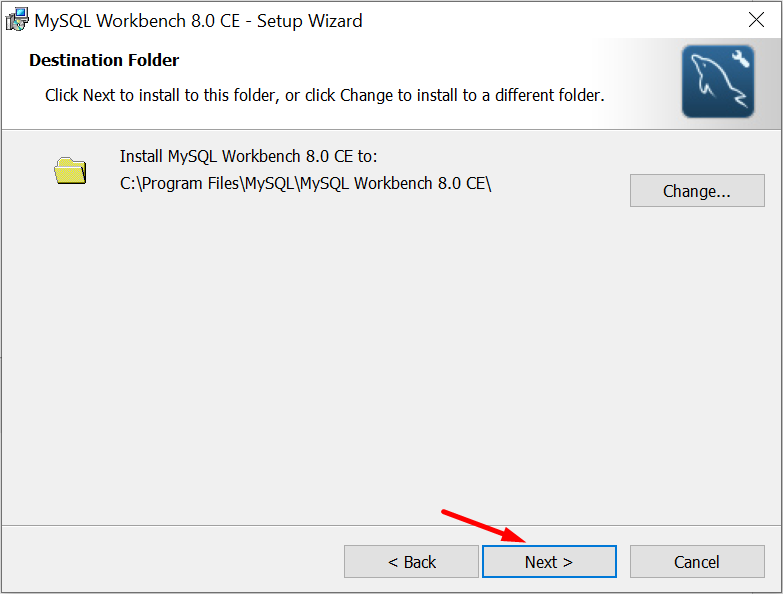 MySQL Workbench 8.0 CE - Setup Wizard
Destination Folder
Click Next to install to this folder, or click Change to install to a different folder.
Install MySQL Workbench 8.0 CE to:
C:\Program Files\MySQL\MySQL Workbench 8.0 CE\
Change...
< Back
Next >
Cancel